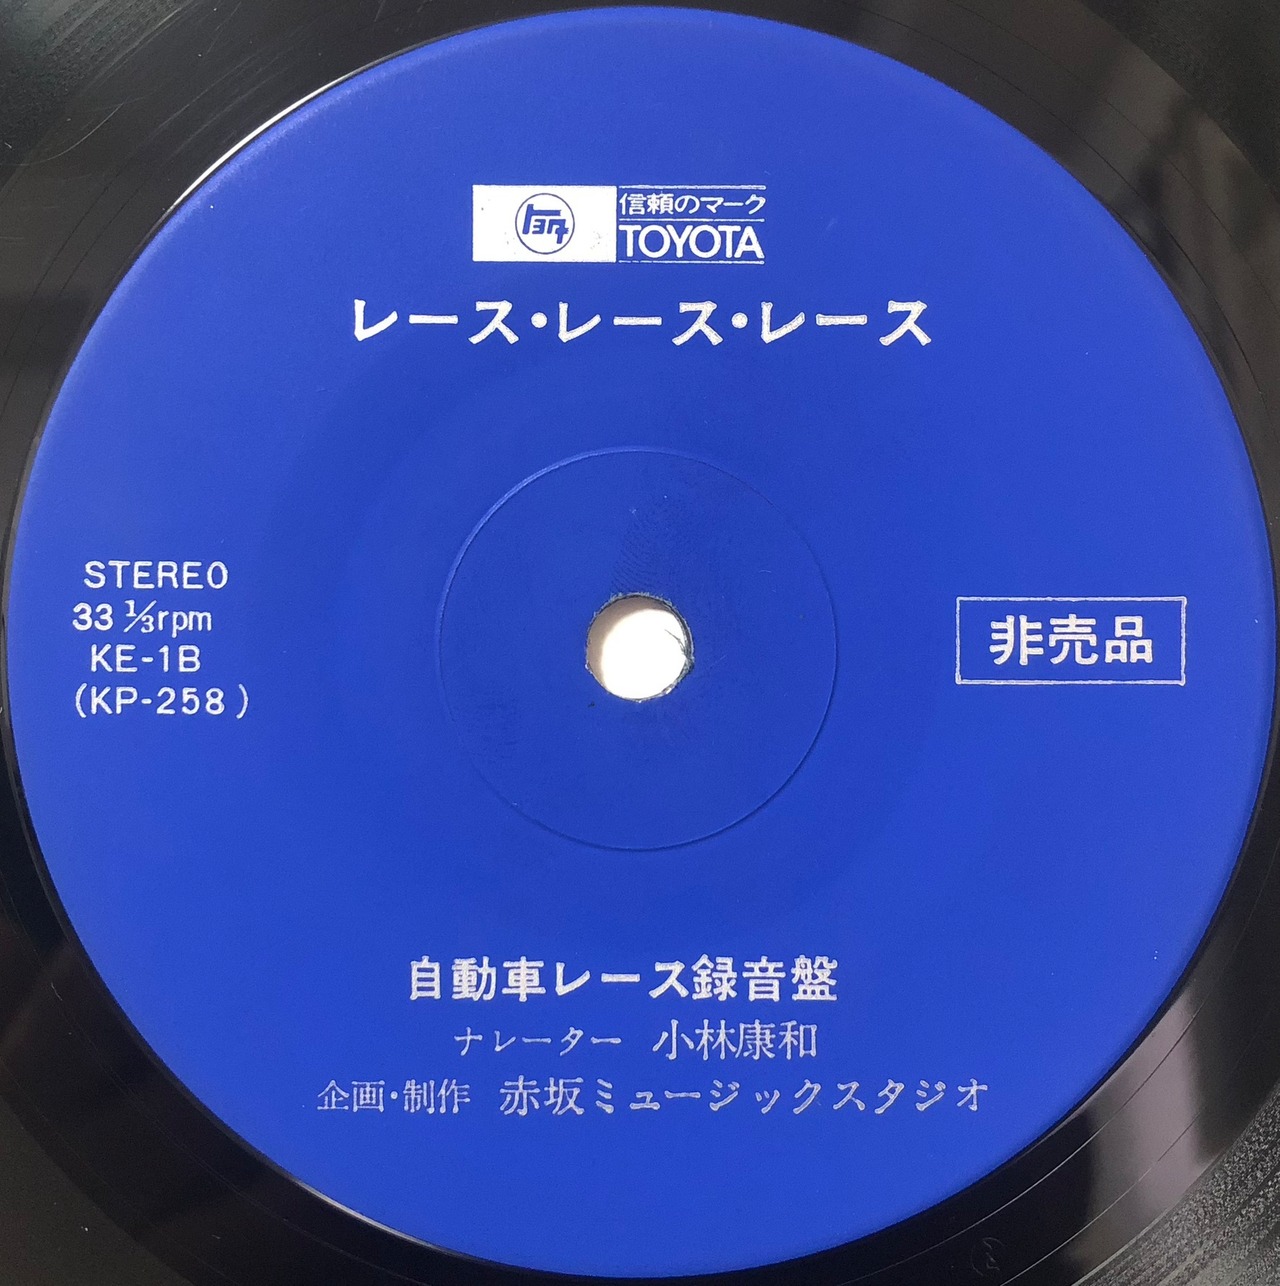 トヨタ
信頼のマーク
TOYOTA
レース・レース・レース
STEREO
33 1/3rpm
KE-1B
(KP-258)
非売品
自動車レース録音盤
ナレーター 小林康和
企画・制作 赤坂ミュージックスタジオ